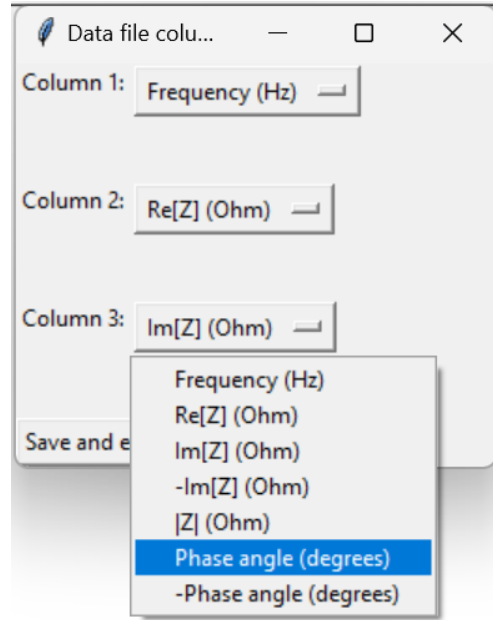 Data file colu...
Column 1: Frequency (Hz)
Column 2: Re[Z] (Ohm)
Column 3: Im[Z] (Ohm)
Frequency (Hz)
Re[Z] (Ohm)
Im[Z] (Ohm)
-Im[Z] (Ohm)
|Z| (Ohm)
Phase angle (degrees)
-Phase angle (degrees)
Save and e